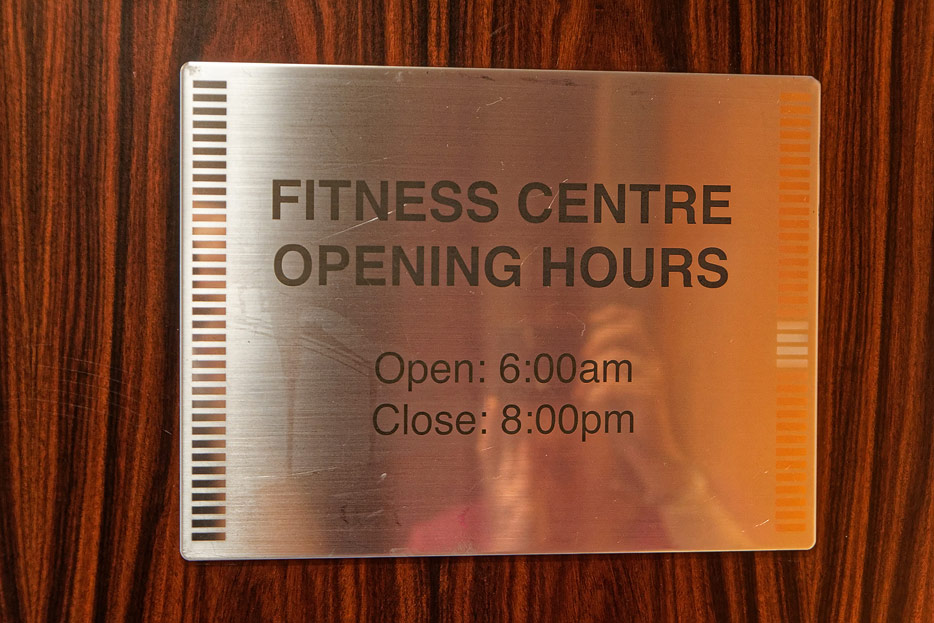 FITNESS CENTRE
OPENING HOURS
Open: 6:00am
Close: 8:00pm